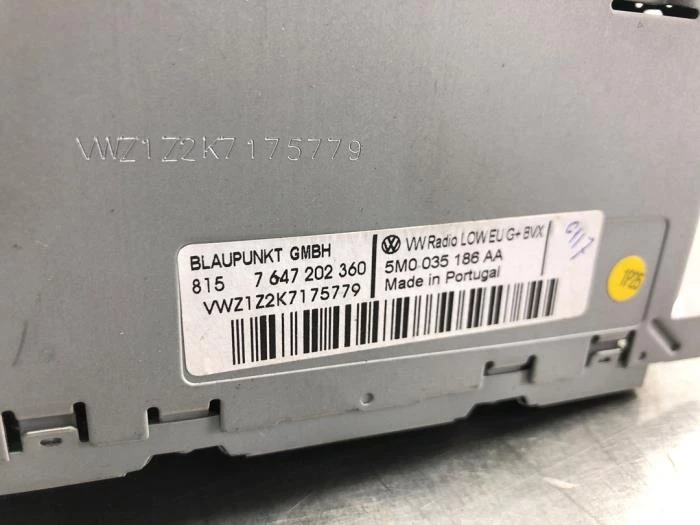 VWZ1Z2K7175779
BLAUPUNKT GMBH
815 7 647 202 360
VWZ1Z2K7175779
VW Radio LOW EU G+ BVX
5M0 035 186 AA
Made in Portugal
1P25